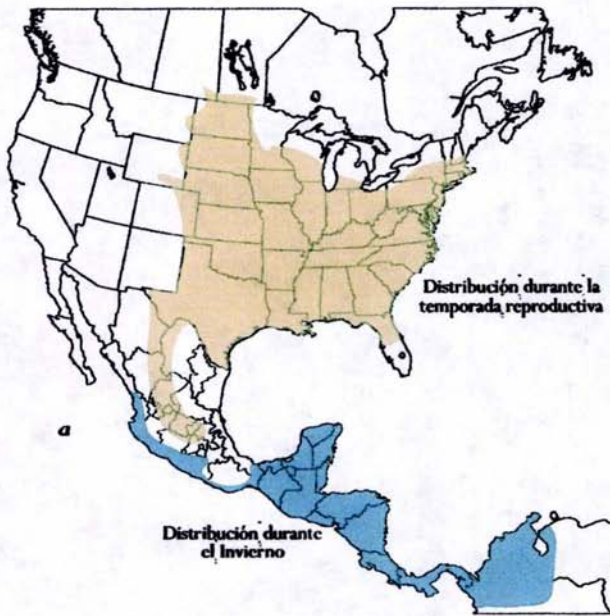 Distribución durante la
temporada reproductiva
a
Distribución durante
el Invierno